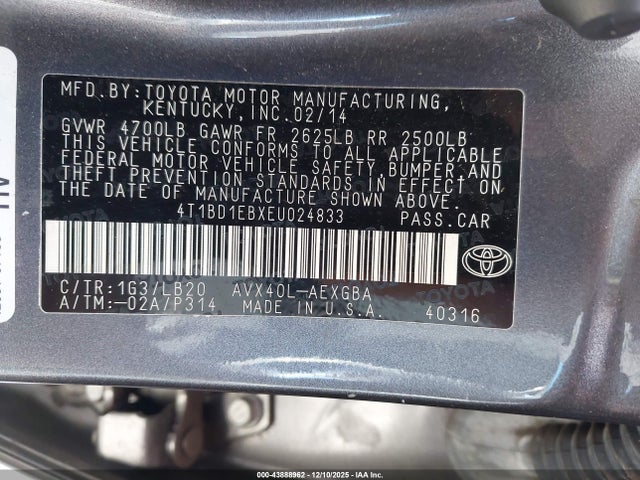 MFD.BY:TOYOTA MOTOR MANUFACTURING,
KENTUCKY, INC. 02/14
GVWR 4700LB GAWR FR 2625LB RR 2500LB
THIS VEHICLE CONFORMS TO ALL APPLICABLE
FEDERAL MOTOR VEHICLE SAFETY, BUMPER, AND
THEFT PREVENTION STANDARDS IN EFFECT ON
THE DATE OF MANUFACTURE SHOWN ABOVE.
4T1BD1EBXEU024833 PASS.CAR
C/TR:1G3/LB20 AVX40L-AEXGBA
A/TM:-02A/P314 MADE IN U.S.A. 40316
000-43888962 - 12/10/2025 - IAA Inc.